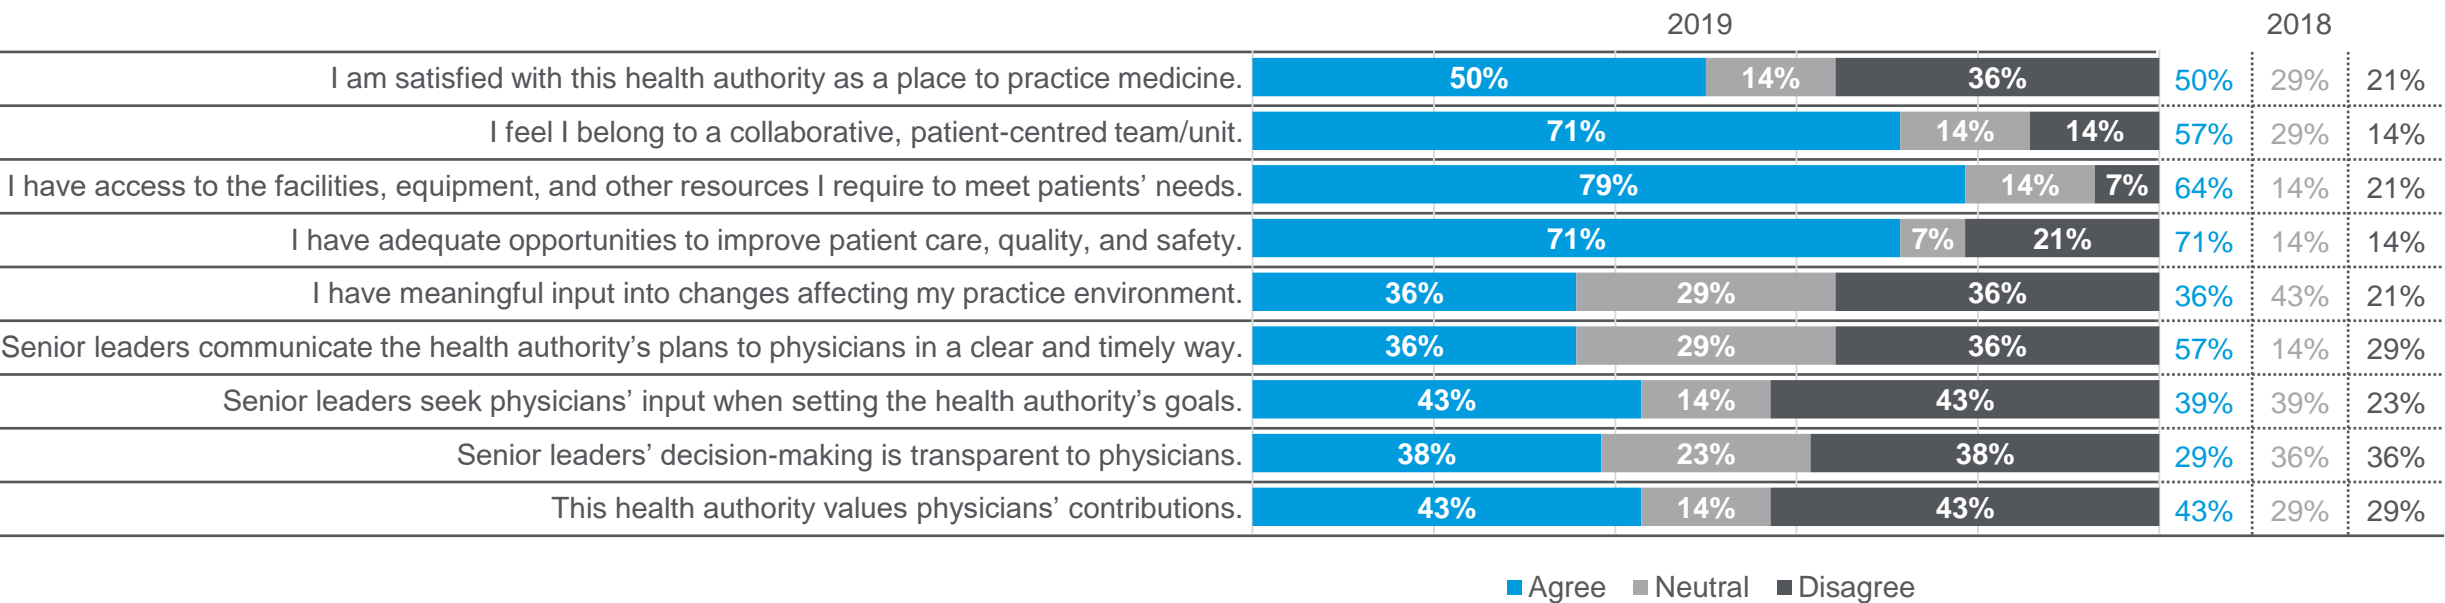 2019 2018
I am satisfied with this health authority as a place to practice medicine. 50% 14% 36% 50% 29% 21%
I feel I belong to a collaborative, patient-centred team/unit. 71% 14% 14% 57% 29% 14%
I have access to the facilities, equipment, and other resources I require to meet patients’ needs. 79% 14% 7% 64% 14% 21%
I have adequate opportunities to improve patient care, quality, and safety. 71% 7% 21% 71% 14% 14%
I have meaningful input into changes affecting my practice environment. 36% 29% 36% 36% 43% 21%
Senior leaders communicate the health authority’s plans to physicians in a clear and timely way. 36% 29% 36% 57% 14% 29%
Senior leaders seek physicians’ input when setting the health authority’s goals. 43% 14% 43% 39% 39% 23%
Senior leaders’ decision-making is transparent to physicians. 38% 23% 38% 29% 36% 36%
This health authority values physicians’ contributions. 43% 14% 43% 43% 29% 29%
Agree Neutral Disagree